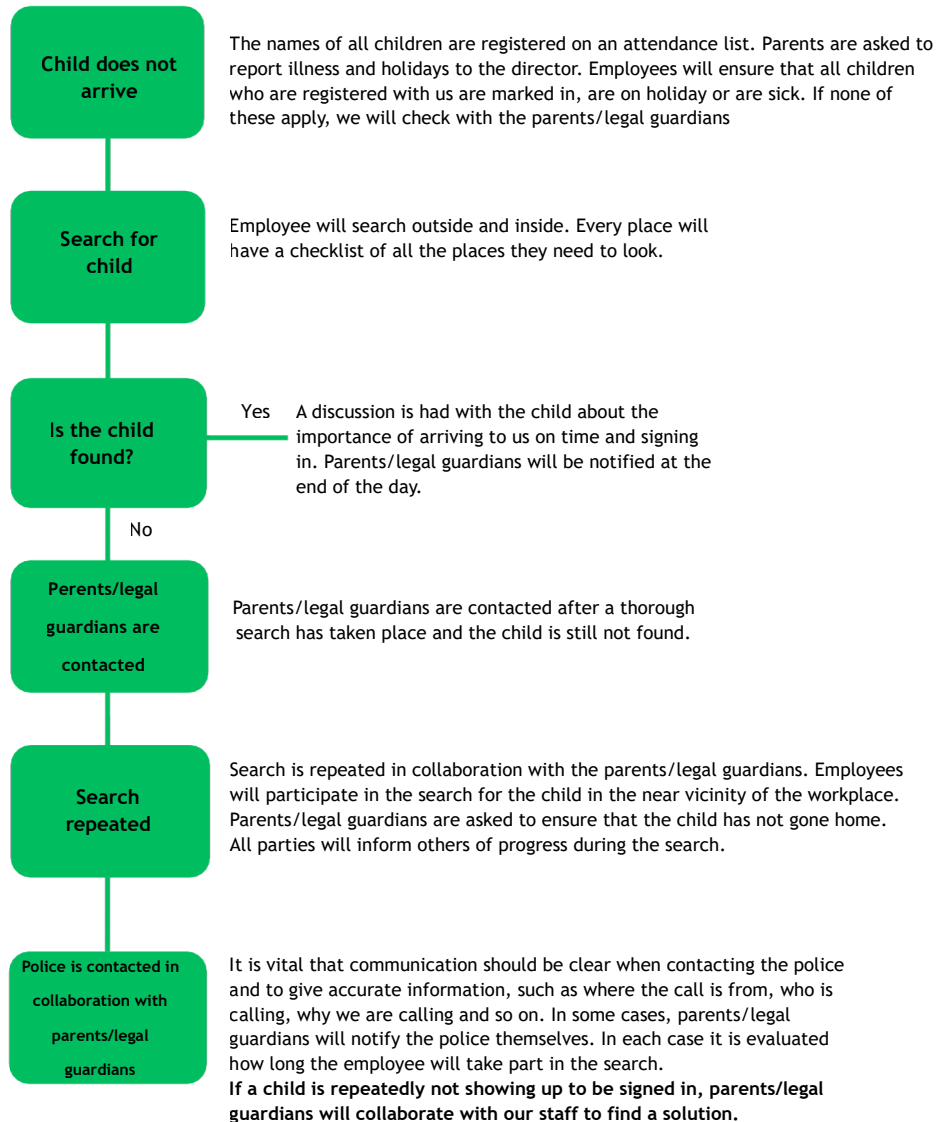 Child does not
arrive
The names of all children are registered on an attendance list. Parents are asked to
report illness and holidays to the director. Employees will ensure that all children
who are registered with us are marked in, are on holiday or are sick. If none of
these apply, we will check with the parents/legal guardians
Search for
child
Employee will search outside and inside. Every place will
have a checklist of all the places they need to look.
Is the child
found?
Yes
A discussion is had with the child about the
importance of arriving to us on time and signing
in. Parents/legal guardians will be notified at the
end of the day.
No
Perents/legal
guardians are
contacted
Parents/legal guardians are contacted after a thorough
search has taken place and the child is still not found.
Search
repeated
Search is repeated in collaboration with the parents/legal guardians. Employees
will participate in the search for the child in the near vicinity of the workplace.
Parents/legal guardians are asked to ensure that the child has not gone home.
All parties will inform others of progress during the search.
Police is contacted in
collaboration with
parents/legal
guardians
It is vital that communication should be clear when contacting the police
and to give accurate information, such as where the call is from, who is
calling, why we are calling and so on. In some cases, parents/legal
guardians will notify the police themselves. In each case it is evaluated
how long the employee will take part in the search.
If a child is repeatedly not showing up to be signed in, parents/legal
guardians will collaborate with our staff to find a solution.